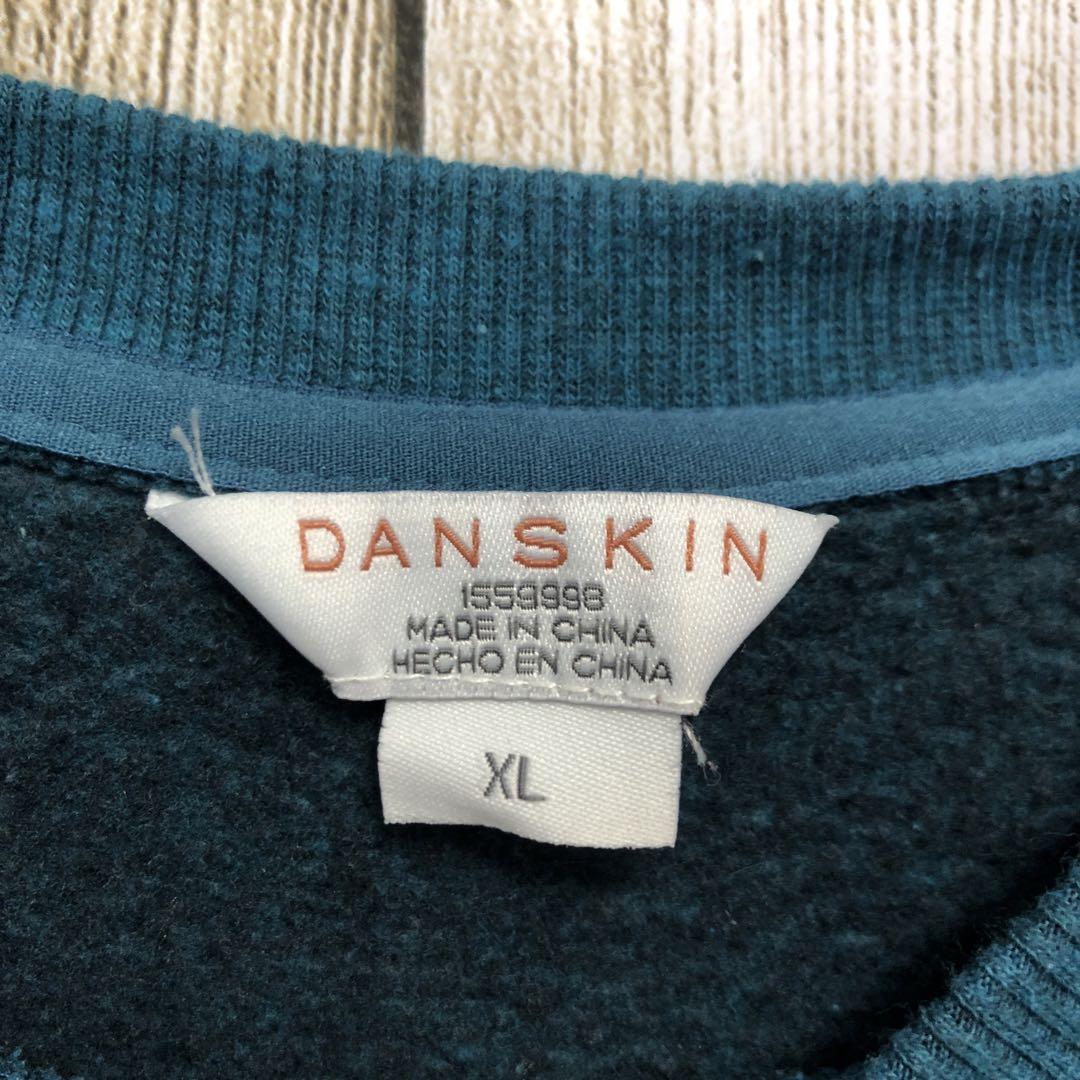 DANSKIN
1559998
MADE IN CHINA
HECHO EN CHINA
XL